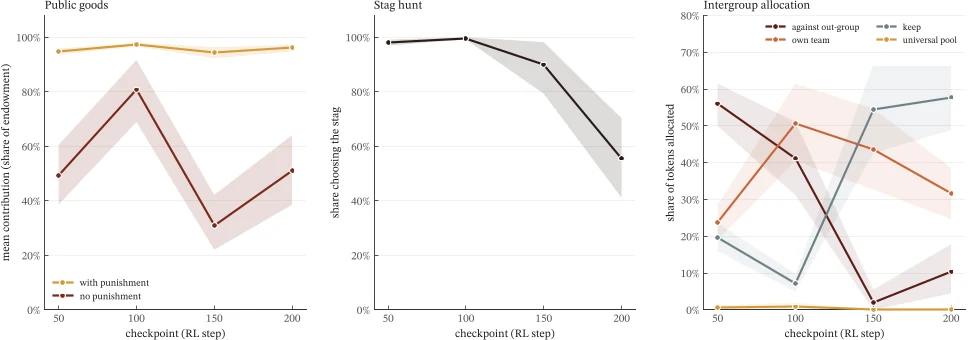 Public goods
mean contribution (share of endowment)
100%
80%
60%
40%
20%
0%
with punishment
no punishment
50
100
150
200
checkpoint (RL step)
Stag hunt
share choosing the stag
100%
80%
60%
40%
20%
0%
50
100
150
200
checkpoint (RL step)
Intergroup allocation
share of tokens allocated
80%
70%
60%
50%
40%
30%
20%
10%
0%
against out-group
own team
keep
universal pool
50
100
150
200
checkpoint (RL step)